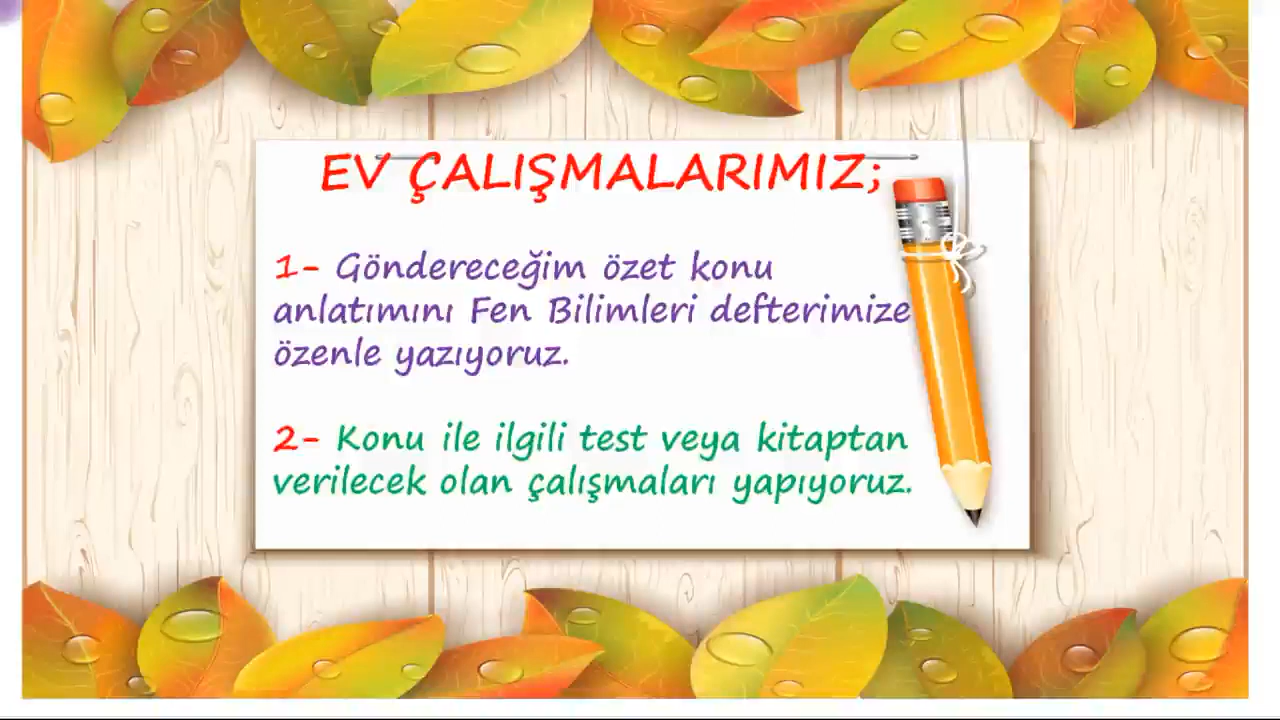 EV ÇALIŞMALARIMIZ;
1- Göndereceğim özet konu
anlatımını Fen Bilimleri defterimize
özenle yazıyoruz.
2- Konu ile ilgili test veya kitaptan
verilecek olan çalışmaları yapıyoruz.